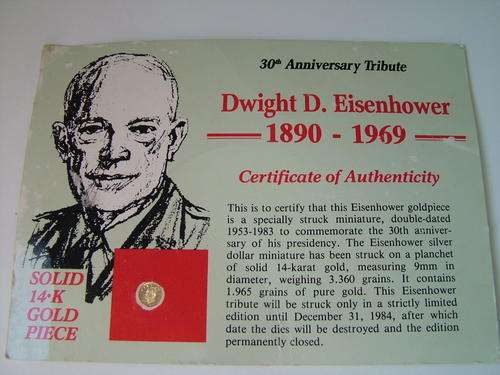 30th Anniversary Tribute
Dwight D. Eisenhower
1890 - 1969
Certificate of Authenticity
This is to certify that this Eisenhower goldpiece
is a specially struck miniature, double-dated
1953-1983 to commemorate the 30th anniver-
sary of his presidency. The Eisenhower silver
dollar miniature has been struck on a planchet
of solid 14-karat gold, measuring 9mm in
diameter, weighing 3.360 grains. It contains
1.965 grains of pure gold. This Eisenhower
tribute will be struck only in a strictly limited
edition until December 31, 1984, after which
date the dies will be destroyed and the edition
permanently closed.
SOLID
14·K
GOLD
PIECE